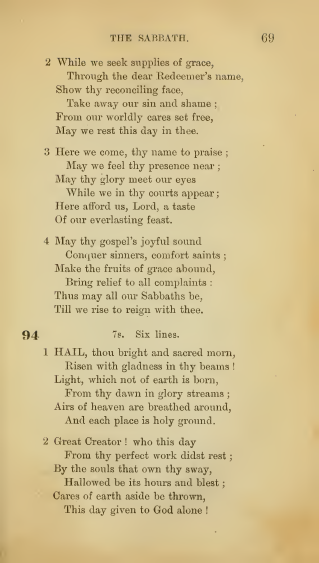 THE SABBATH. 69
2 While we seek supplies of grace,
Through the dear Redeemer's name,
Show thy reconciling face,
Take away our sin and shame ;
From our worldly cares set free,
May we rest this day in thee.
3 Here we come, thy name to praise ;
May we feel thy presence near ;
May thy glory meet our eyes
While we in thy courts appear ;
Here afford us, Lord, a taste
Of our everlasting feast.
4 May thy gospel's joyful sound
Conquer sinners, comfort saints ;
Make the fruits of grace abound,
Bring relief to all complaints :
Thus may all our Sabbaths be,
Till we rise to reign with thee.
94 7s. Six lines.
1 HAIL, thou bright and sacred morn,
Risen with gladness in thy beams !
Light, which not of earth is born,
From thy dawn in glory streams ;
Airs of heaven are breathed around,
And each place is holy ground.
2 Great Creator ! who this day
From thy perfect work didst rest ;
By the souls that own thy sway,
Hallowed be its hours and blest ;
Cares of earth aside be thrown,
This day given to God alone !